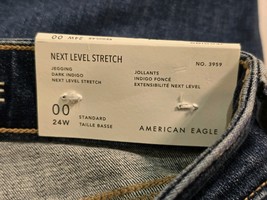 NEXT LEVEL STRETCH
JEGGING
DARK INDIGO
NEXT LEVEL STRETCH
JOLLANTS
INDIGO FONCÉ
EXTENSIBILITÉ NEXT LEVEL
NO. 3959
00
24W
STANDARD
TAILLE BASSE
AMERICAN EAGLE